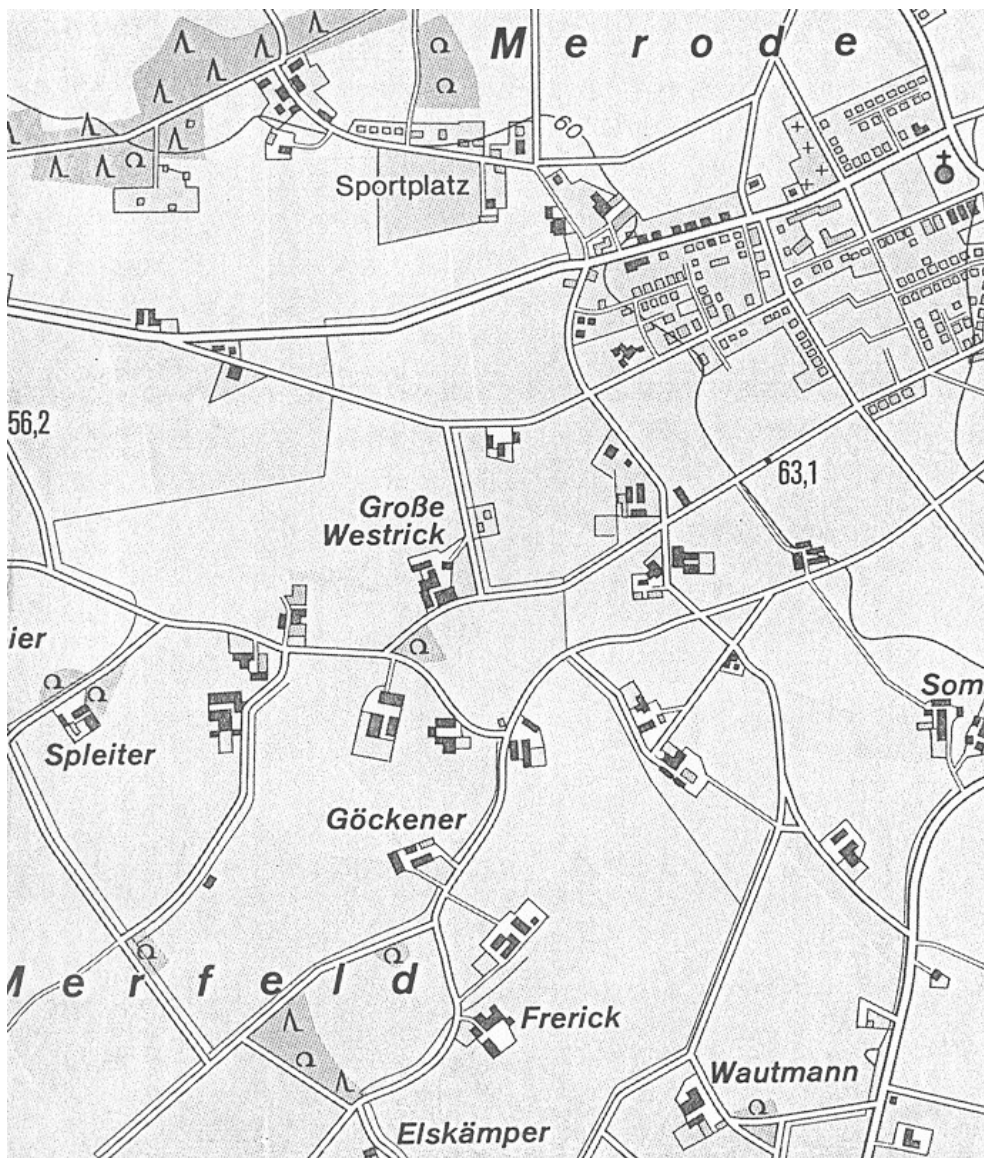 Merode
60
Sportplatz
56,2
63,1
Große
Westrick
ier
Som
Spleiter
Göckener
Merfeld
Frerick
Wautmann
Elskämper